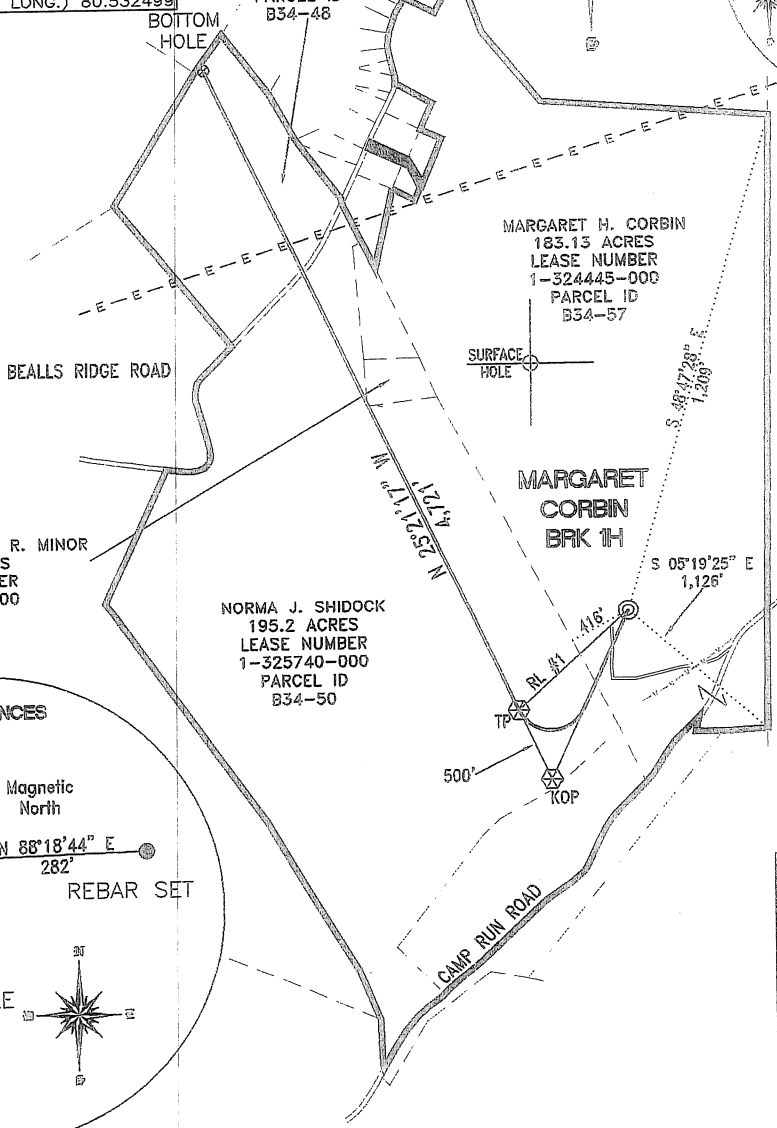 LONG.) 80.532499
B34-48
BOTTOM
HOLE
MARGARET H. CORBIN
183.13 ACRES
LEASE NUMBER
1-324445-000
PARCEL ID
B34-57
BEALLS RIDGE ROAD
SURFACE
HOLE
S 48°47'28" E
1,209'
N 25°21'17" W
4,721'
MARGARET
CORBIN
BRK 1H
R. MINOR
S
ER
00
S 05°19'25" E
1,126'
NORMA J. SHIDOCK
195.2 ACRES
LEASE NUMBER
1-325740-000
PARCEL ID
B34-50
RL #1
416'
TP
500'
KOP
NCES
Magnetic
North
N 88°18'44" E
282'
REBAR SET
CAMP RUN ROAD
E
N
E
E E E E E E E E E E E E E E